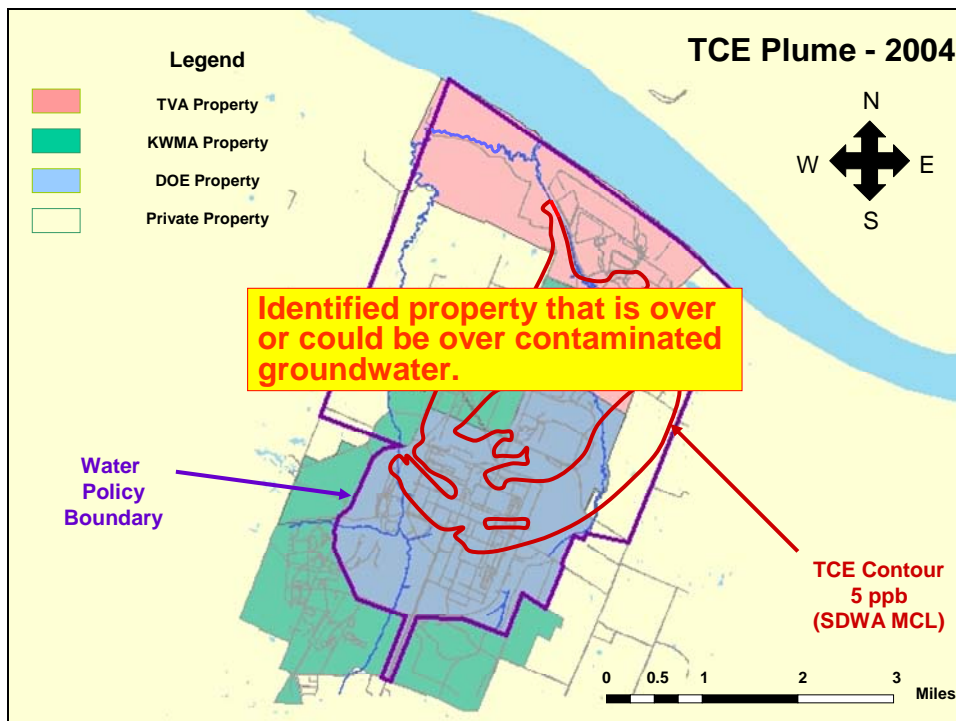 TCE Plume - 2004
Legend
TVA Property
KWMA Property
DOE Property
Private Property
N
W E
S
Identified property that is over
or could be over contaminated
groundwater.
Water
Policy
Boundary
TCE Contour
5 ppb
(SDWA MCL)
0 0.5 1 2 3
Miles